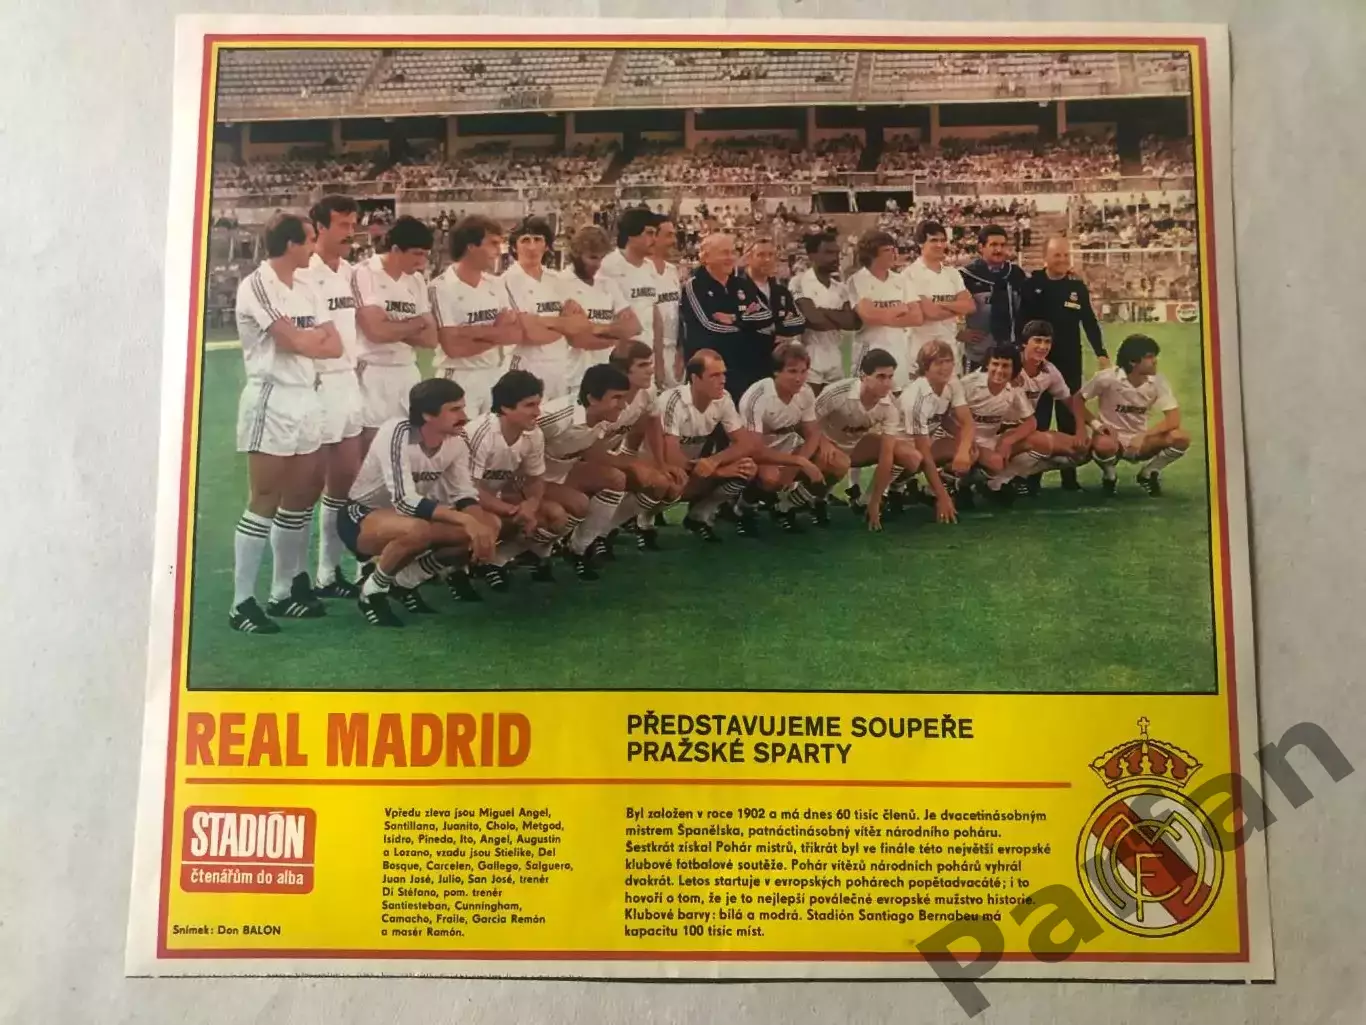 REAL MADRID
PŘEDSTAVUJEME SOUPEŘE
PRAŽSKÉ SPARTY
STADIÓN
čtenářům do alba
Snímek: Don BALON
Vpředu zleva jsou Miguel Angel,
Santillana, Juanito, Cholo, Metgod,
Isidro, Pineda, Ito, Angel, Augustin
a Lozano, vzadu jsou Stielike, Del
Bosque, Carcelen, Gallego, Salguero,
Juan José, Julio, San José, trenér
Di Stéfano, pom. trenér
Santiesteban, Cunningham,
Camacho, Fraile, Garcia Ramón
a masér Ramón.
Byl založen v roce 1902 a má dnes 60 tisíc členů. Je dvacetinásobným
mistrem Španělska, patnáctinásobný vítěz národního poháru.
Šestkrát získal Pohár mistrů, třikrát byl ve finále této největší evropské
klubové fotbalové soutěže. Pohár vítězů národních pohárů vyhrál
dvakrát. Letos startuje v evropských pohárech popětadvacáté; i to
hovoří o tom, že je to nejlepší poválečné evropské mužstvo historie.
Klubové barvy: bílá a modrá. Stadión Santiago Bernabeu má
kapacitu 100 tisíc míst.
ZANUSSI
ZANUSSI
ZANUSSI
ZANUSSI
Parfan